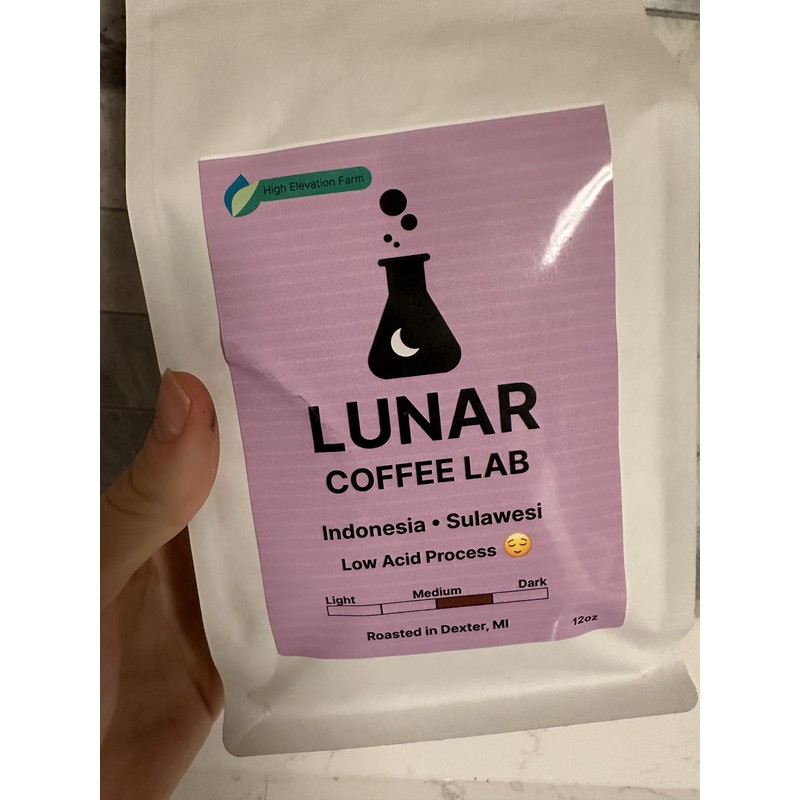 High Elevation Farm
LUNAR
COFFEE LAB
Indonesia • Sulawesi
Low Acid Process 😌
Light Medium Dark
Roasted in Dexter, MI
12oz